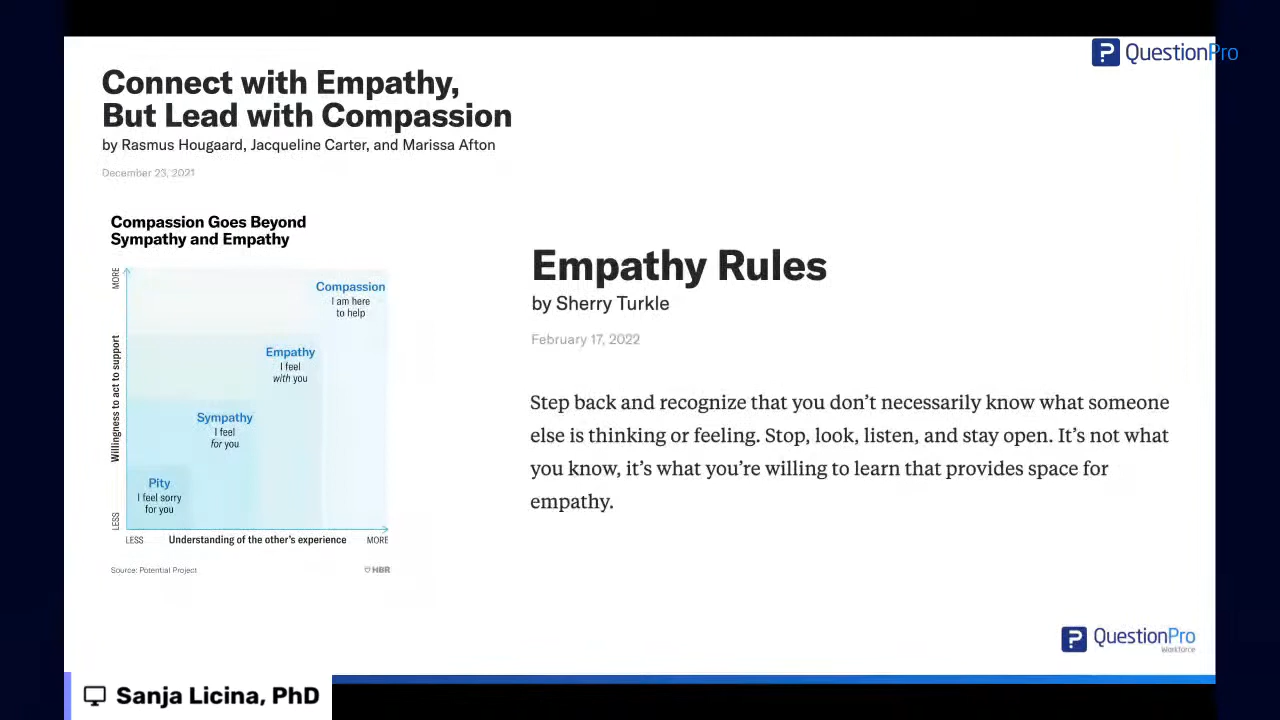 QuestionPro
Connect with Empathy,
But Lead with Compassion
by Rasmus Hougaard, Jacqueline Carter, and Marissa Afton
December 23, 2021
Compassion Goes Beyond
Sympathy and Empathy
MORE
Willingness to act to support
LESS
Compassion
I am here
to help
Empathy
I feel
with you
Sympathy
I feel
for you
Pity
I feel sorry
for you
LESS
Understanding of the other's experience
MORE
Source: Potential Project
HBR
Empathy Rules
by Sherry Turkle
February 17, 2022
Step back and recognize that you don’t necessarily know what someone
else is thinking or feeling. Stop, look, listen, and stay open. It’s not what
you know, it’s what you’re willing to learn that provides space for
empathy.
QuestionPro
Workforce
Sanja Licina, PhD